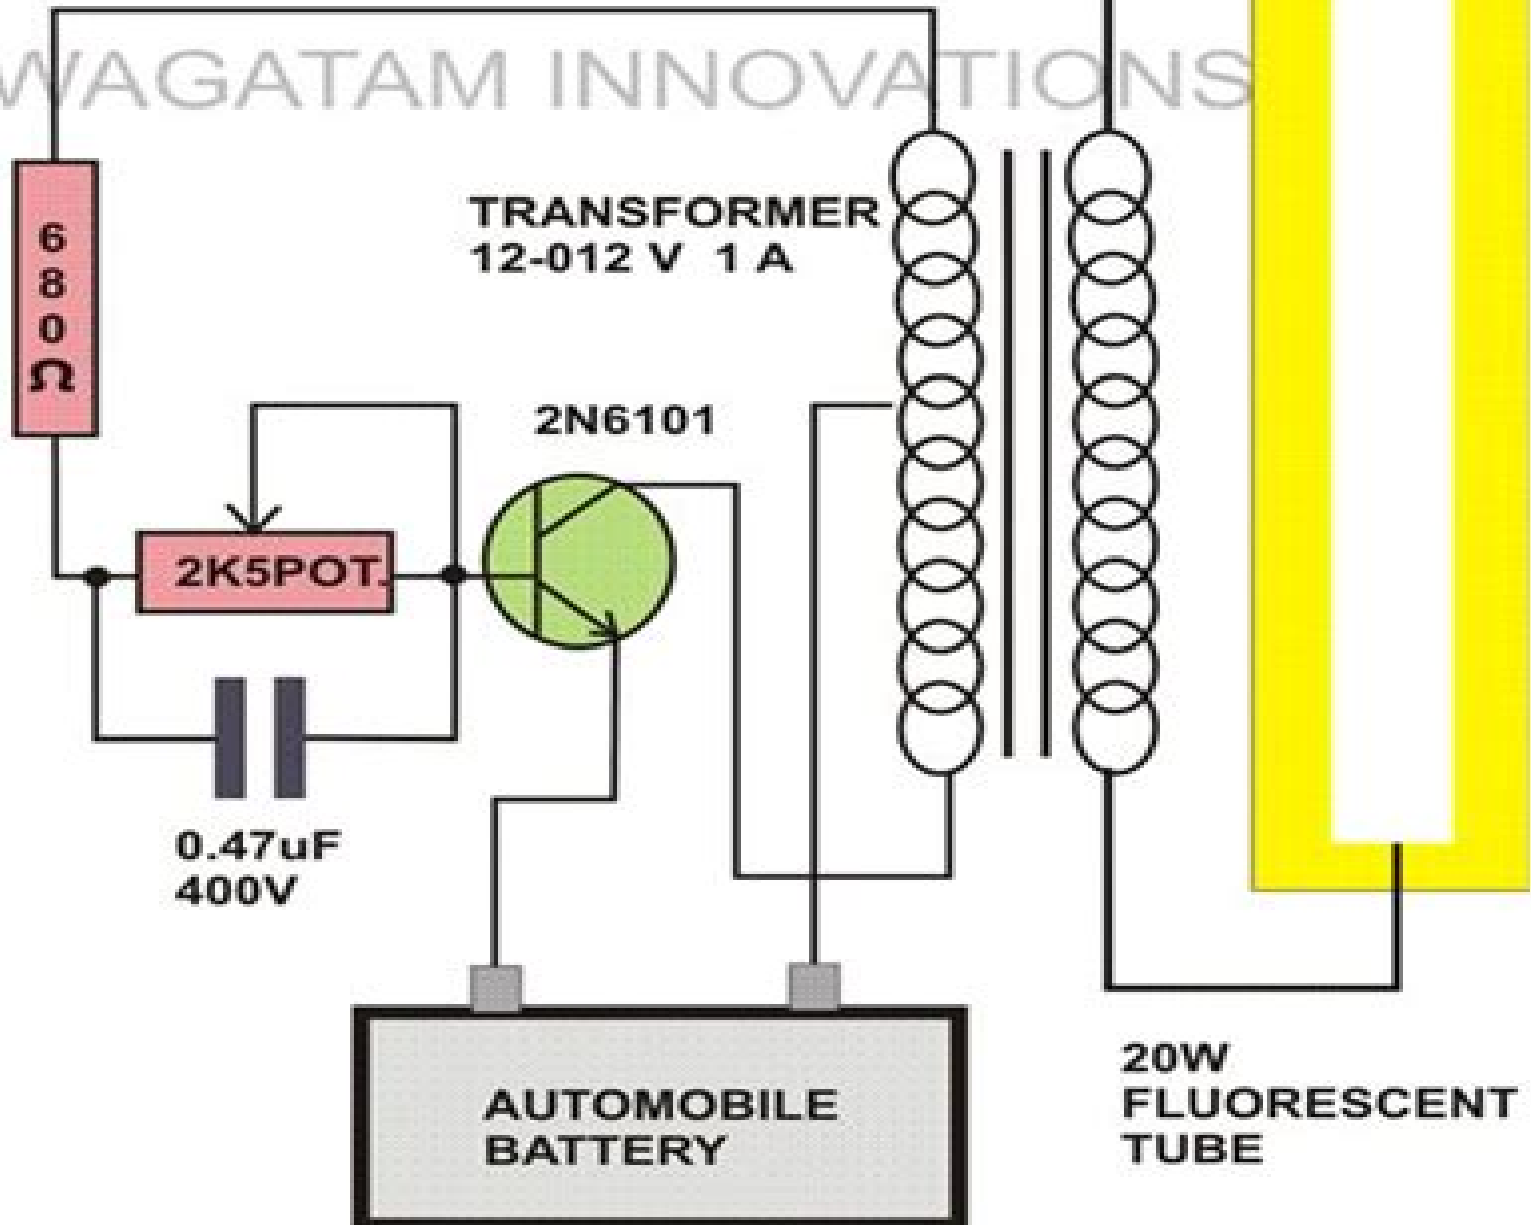 WAGATAM INNOVATIONS
6
8
0
Ω
TRANSFORMER
12-012 V 1 A
2N6101
2K5POT.
0.47uF
400V
AUTOMOBILE
BATTERY
20W
FLUORESCENT
TUBE